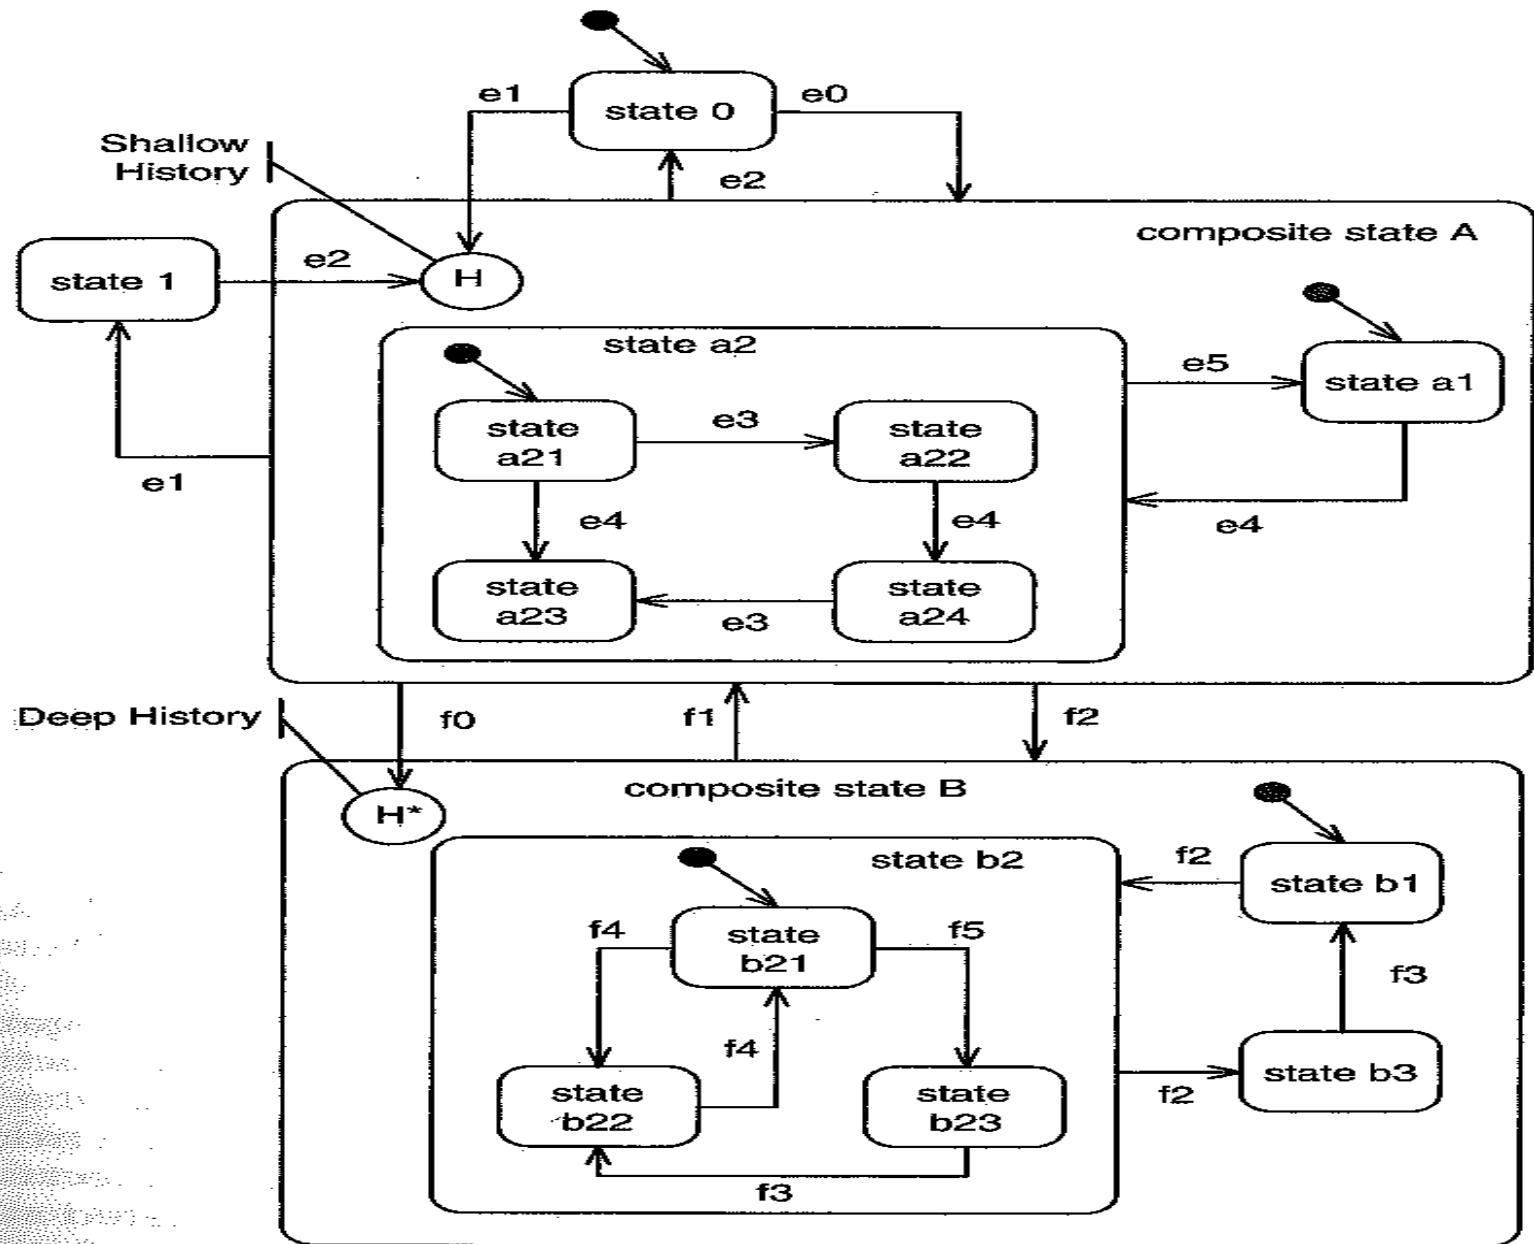 e1
state 0
e0
Shallow
History
e2
composite state A
state 1
e2
H
state a2
e5
state a1
state
a21
e3
state
a22
e1
e4
e4
e4
state
a23
e3
state
a24
Deep History
f0
f1
f2
composite state B
H*
state b2
f2
state b1
f4
state
b21
f5
f3
f4
state
b22
state
b23
f2
state b3
f3